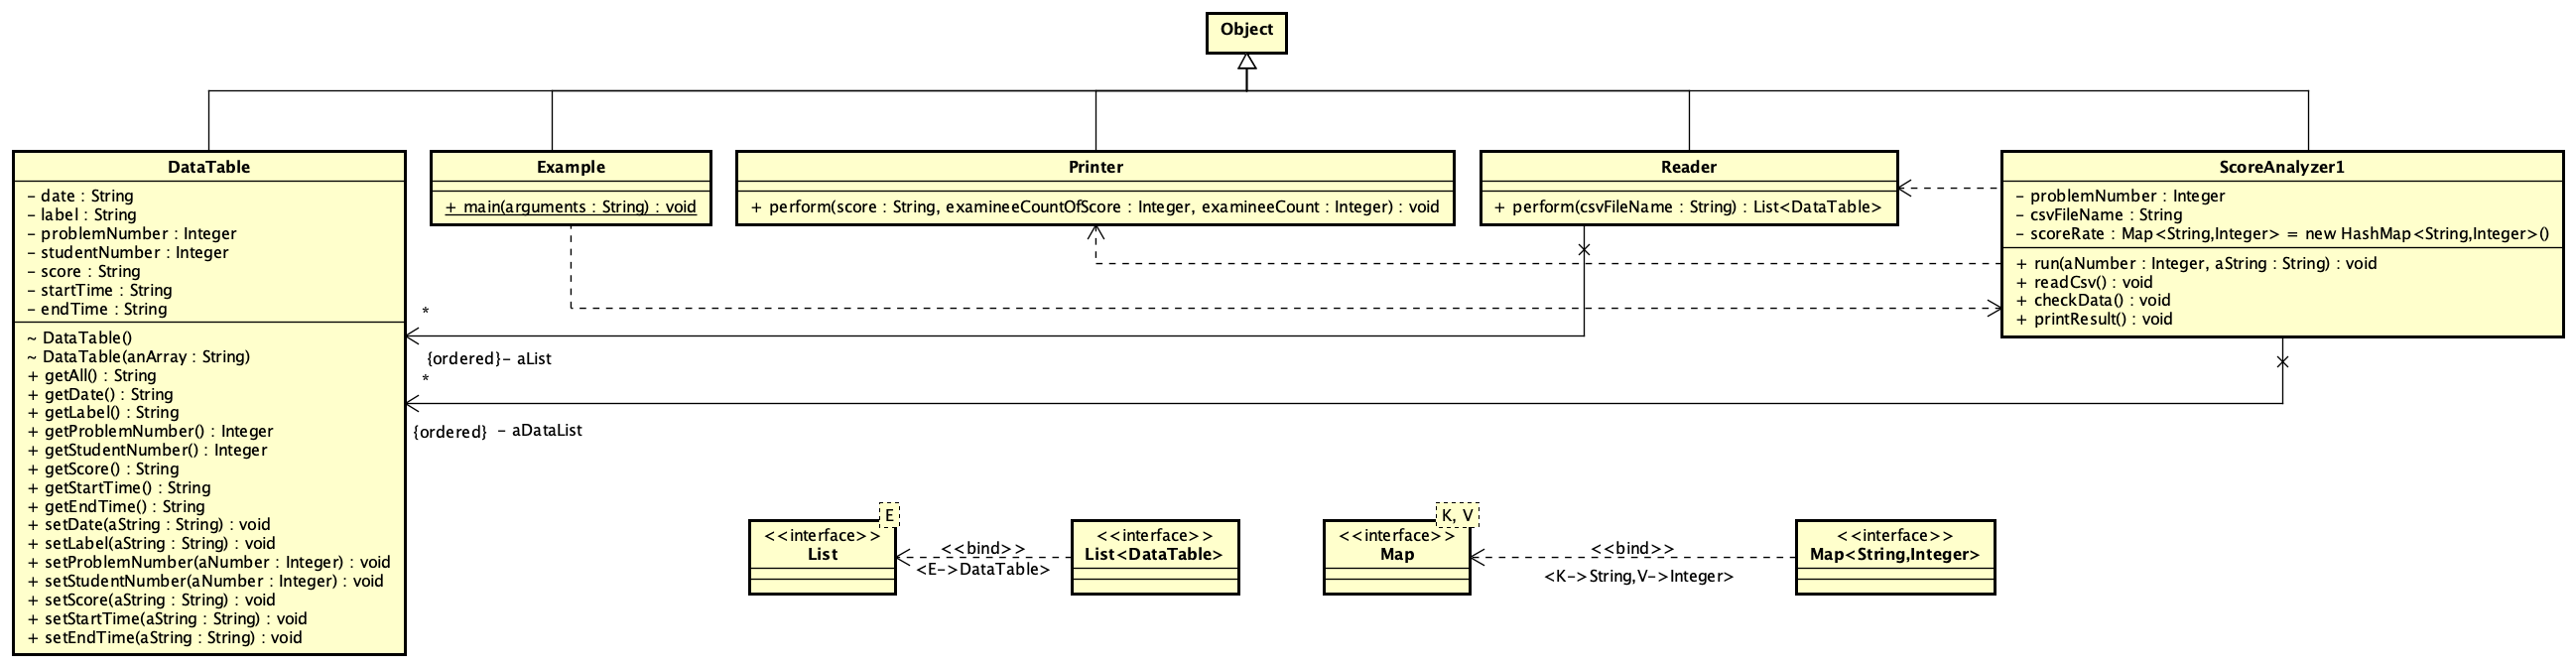 Object
DataTable
- date : String
- label : String
- problemNumber : Integer
- studentNumber : Integer
- score : String
- startTime : String
- endTime : String
~ DataTable()
~ DataTable(anArray : String)
+ getAll() : String
+ getDate() : String
+ getLabel() : String
+ getProblemNumber() : Integer
+ getStudentNumber() : Integer
+ getScore() : String
+ getStartTime() : String
+ getEndTime() : String
+ setDate(aString : String) : void
+ setLabel(aString : String) : void
+ setProblemNumber(aNumber : Integer) : void
+ setStudentNumber(aNumber : Integer) : void
+ setScore(aString : String) : void
+ setStartTime(aString : String) : void
+ setEndTime(aString : String) : void
Example
+ main(arguments : String) : void
Printer
+ perform(score : String, examineeCountOfScore : Integer, examineeCount : Integer) : void
Reader
+ perform(csvFileName : String) : List<DataTable>
ScoreAnalyzer1
- problemNumber : Integer
- csvFileName : String
- scoreRate : Map<String,Integer> = new HashMap<String,Integer>()
+ run(aNumber : Integer, aString : String) : void
+ readCsv() : void
+ checkData() : void
+ printResult() : void
*
{ordered} - aList
*
{ordered} - aDataList
E
<<interface>>
List
<<bind>>
<E->DataTable>
<<interface>>
List<DataTable>
K, V
<<interface>>
Map
<<bind>>
<K->String,V->Integer>
<<interface>>
Map<String,Integer>